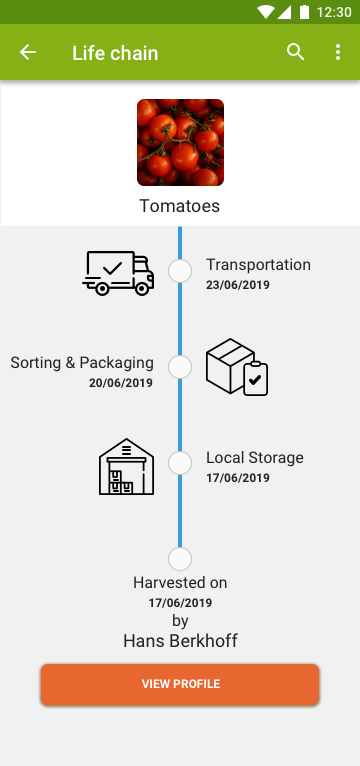 12:30
Life chain
Tomatoes
Transportation
23/06/2019
Sorting & Packaging
20/06/2019
Local Storage
17/06/2019
Harvested on
17/06/2019
by
Hans Berkhoff
VIEW PROFILE